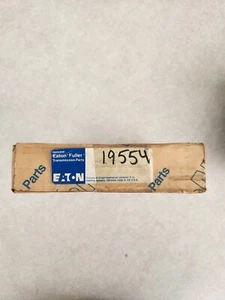 Genuine
Eaton® Fuller
Transmission Parts
EATON
19554
Parts
Parts